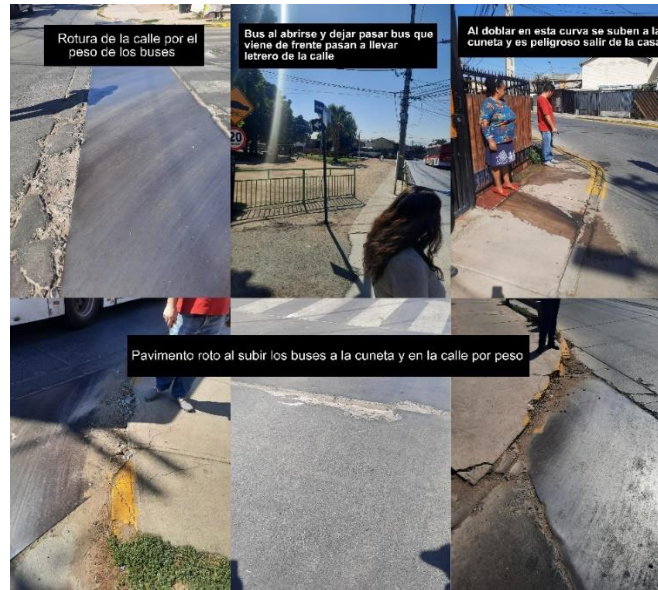 Rotura de la calle por el
peso de los buses
Bus al abrirse y dejar pasar bus que
viene de frente pasan a llevar
letrero de la calle
Al doblar en esta curva se suben a la
cuneta y es peligroso salir de la casa
20
Pavimento roto al subir los buses a la cuneta y en la calle por peso